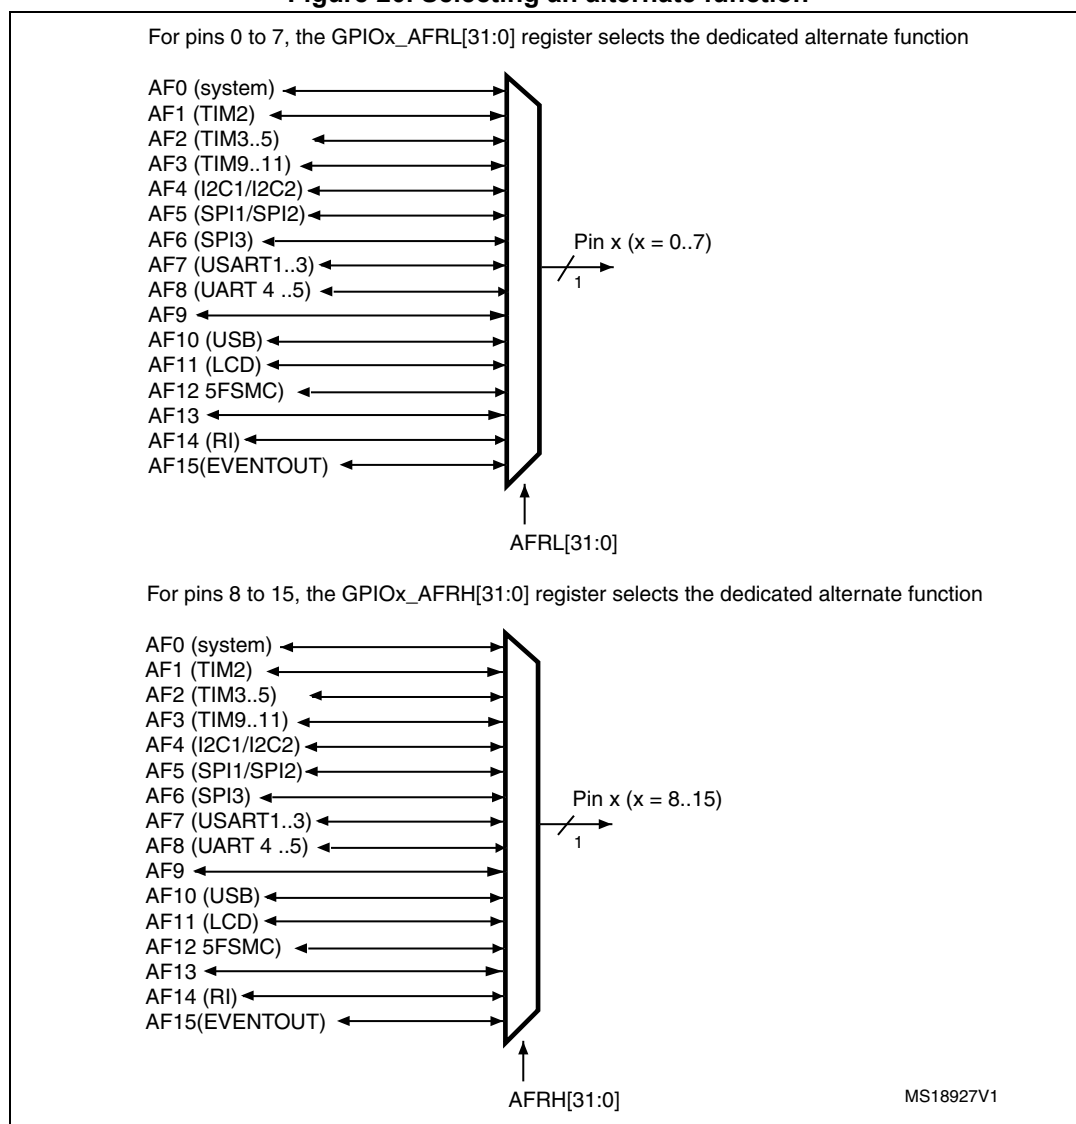 For pins 0 to 7, the GPIOx_AFRL[31:0] register selects the dedicated alternate function
AF0 (system)
AF1 (TIM2)
AF2 (TIM3..5)
AF3 (TIM9..11)
AF4 (I2C1/I2C2)
AF5 (SPI1/SPI2)
AF6 (SPI3)
AF7 (USART1..3)
AF8 (UART 4 ..5)
AF9
AF10 (USB)
AF11 (LCD)
AF12 5FSMC)
AF13
AF14 (RI)
AF15(EVENTOUT)
Pin x (x = 0..7)
1
AFRL[31:0]
For pins 8 to 15, the GPIOx_AFRH[31:0] register selects the dedicated alternate function
AF0 (system)
AF1 (TIM2)
AF2 (TIM3..5)
AF3 (TIM9..11)
AF4 (I2C1/I2C2)
AF5 (SPI1/SPI2)
AF6 (SPI3)
AF7 (USART1..3)
AF8 (UART 4 ..5)
AF9
AF10 (USB)
AF11 (LCD)
AF12 5FSMC)
AF13
AF14 (RI)
AF15(EVENTOUT)
Pin x (x = 8..15)
1
AFRH[31:0]
MS18927V1